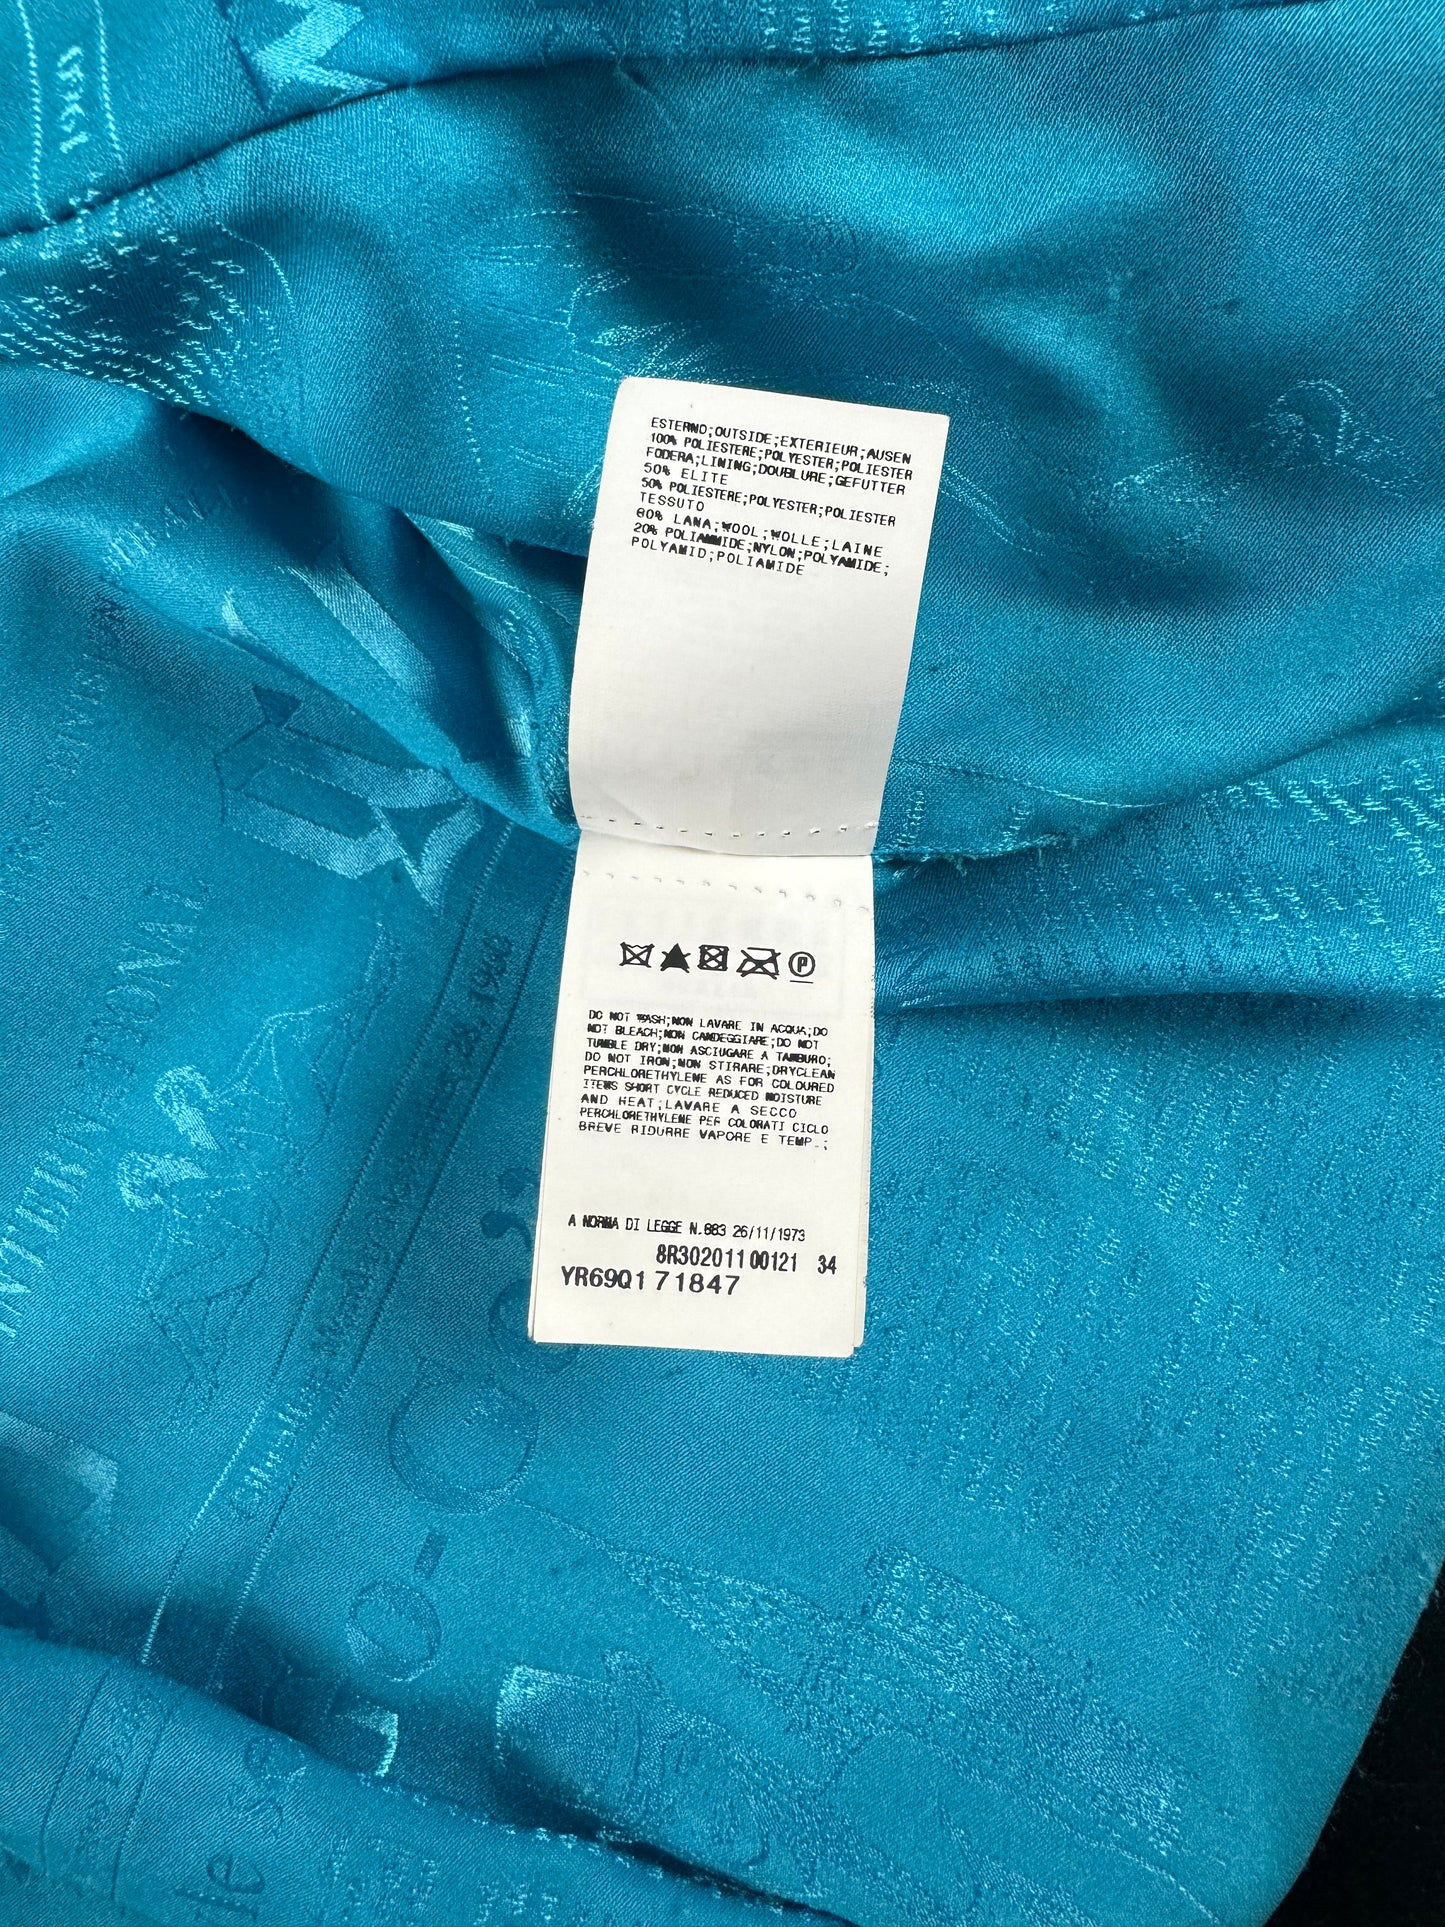 ESTERNO;OUTSIDE;EXTERIEUR;AUSEN
100% POLIESTERE;POLYESTER;POLIESTER
FODERA;LINING;DOUBLURE;GEFUTTER
50% ELITE
50% POLIESTERE;POLYESTER;POLIESTER
TESSUTO
80% LANA;WOOL;WOLLE;LAINE
20% POLIAMMIDE;NYLON;POLYAMIDE;
POLYAMID;POLIAMIDE
P
DO NOT WASH;NON LAVARE IN ACQUA;DO
NOT BLEACH;NON CANDEGGIARE;DO NOT
TUMBLE DRY;NON ASCIUGARE A TAMBURO;
DO NOT IRON;NON STIRARE;DRYCLEAN
PERCHLORETHYLENE AS FOR COLOURED
ITEMS SHORT CYCLE REDUCED MOISTURE
AND HEAT;LAVARE A SECCO
PERCHLORETHYLENE PER COLORATI CICLO
BREVE RIDURRE VAPORE E TEMP.;
A NORMA DI LEGGE N.883 26/11/1973
8R30201100121 34
YR69Q171847